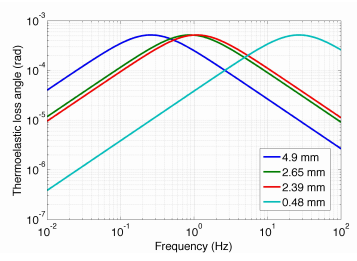 10^-3
10^-4
10^-5
10^-6
10^-7
Thermoelastic loss angle (rad)
4.9 mm
2.65 mm
2.39 mm
0.48 mm
10^-2 10^-1 10^0 10^1 10^2
Frequency (Hz)